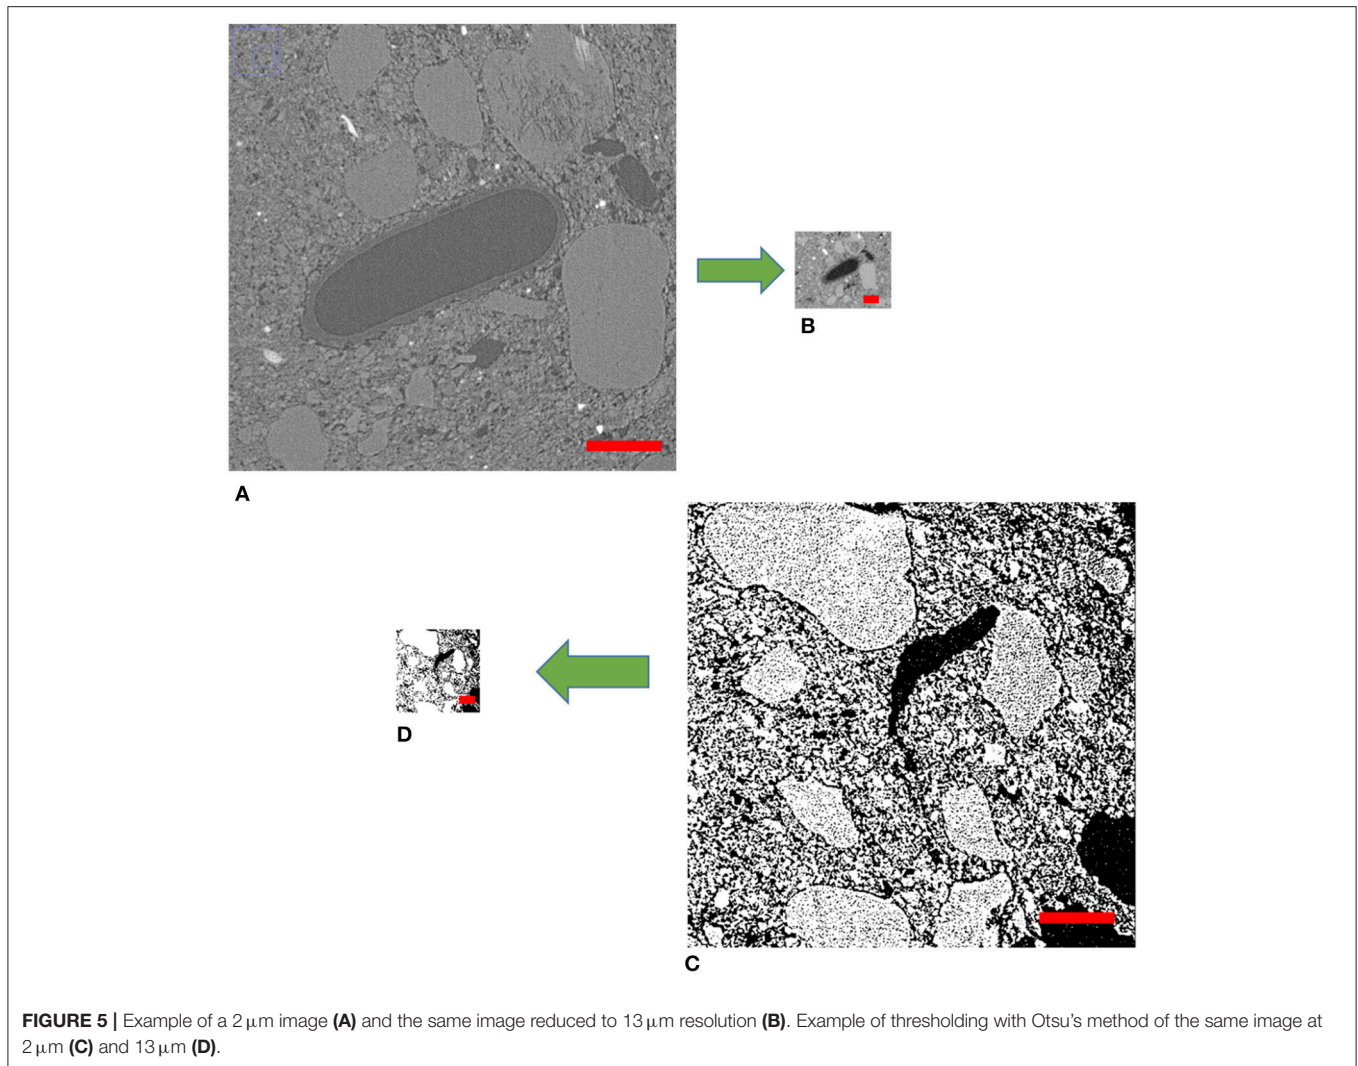 A
B
C
D
FIGURE 5 | Example of a 2 μm image (A) and the same image reduced to 13 μm resolution (B). Example of thresholding with Otsu's method of the same image at
2 μm (C) and 13 μm (D).